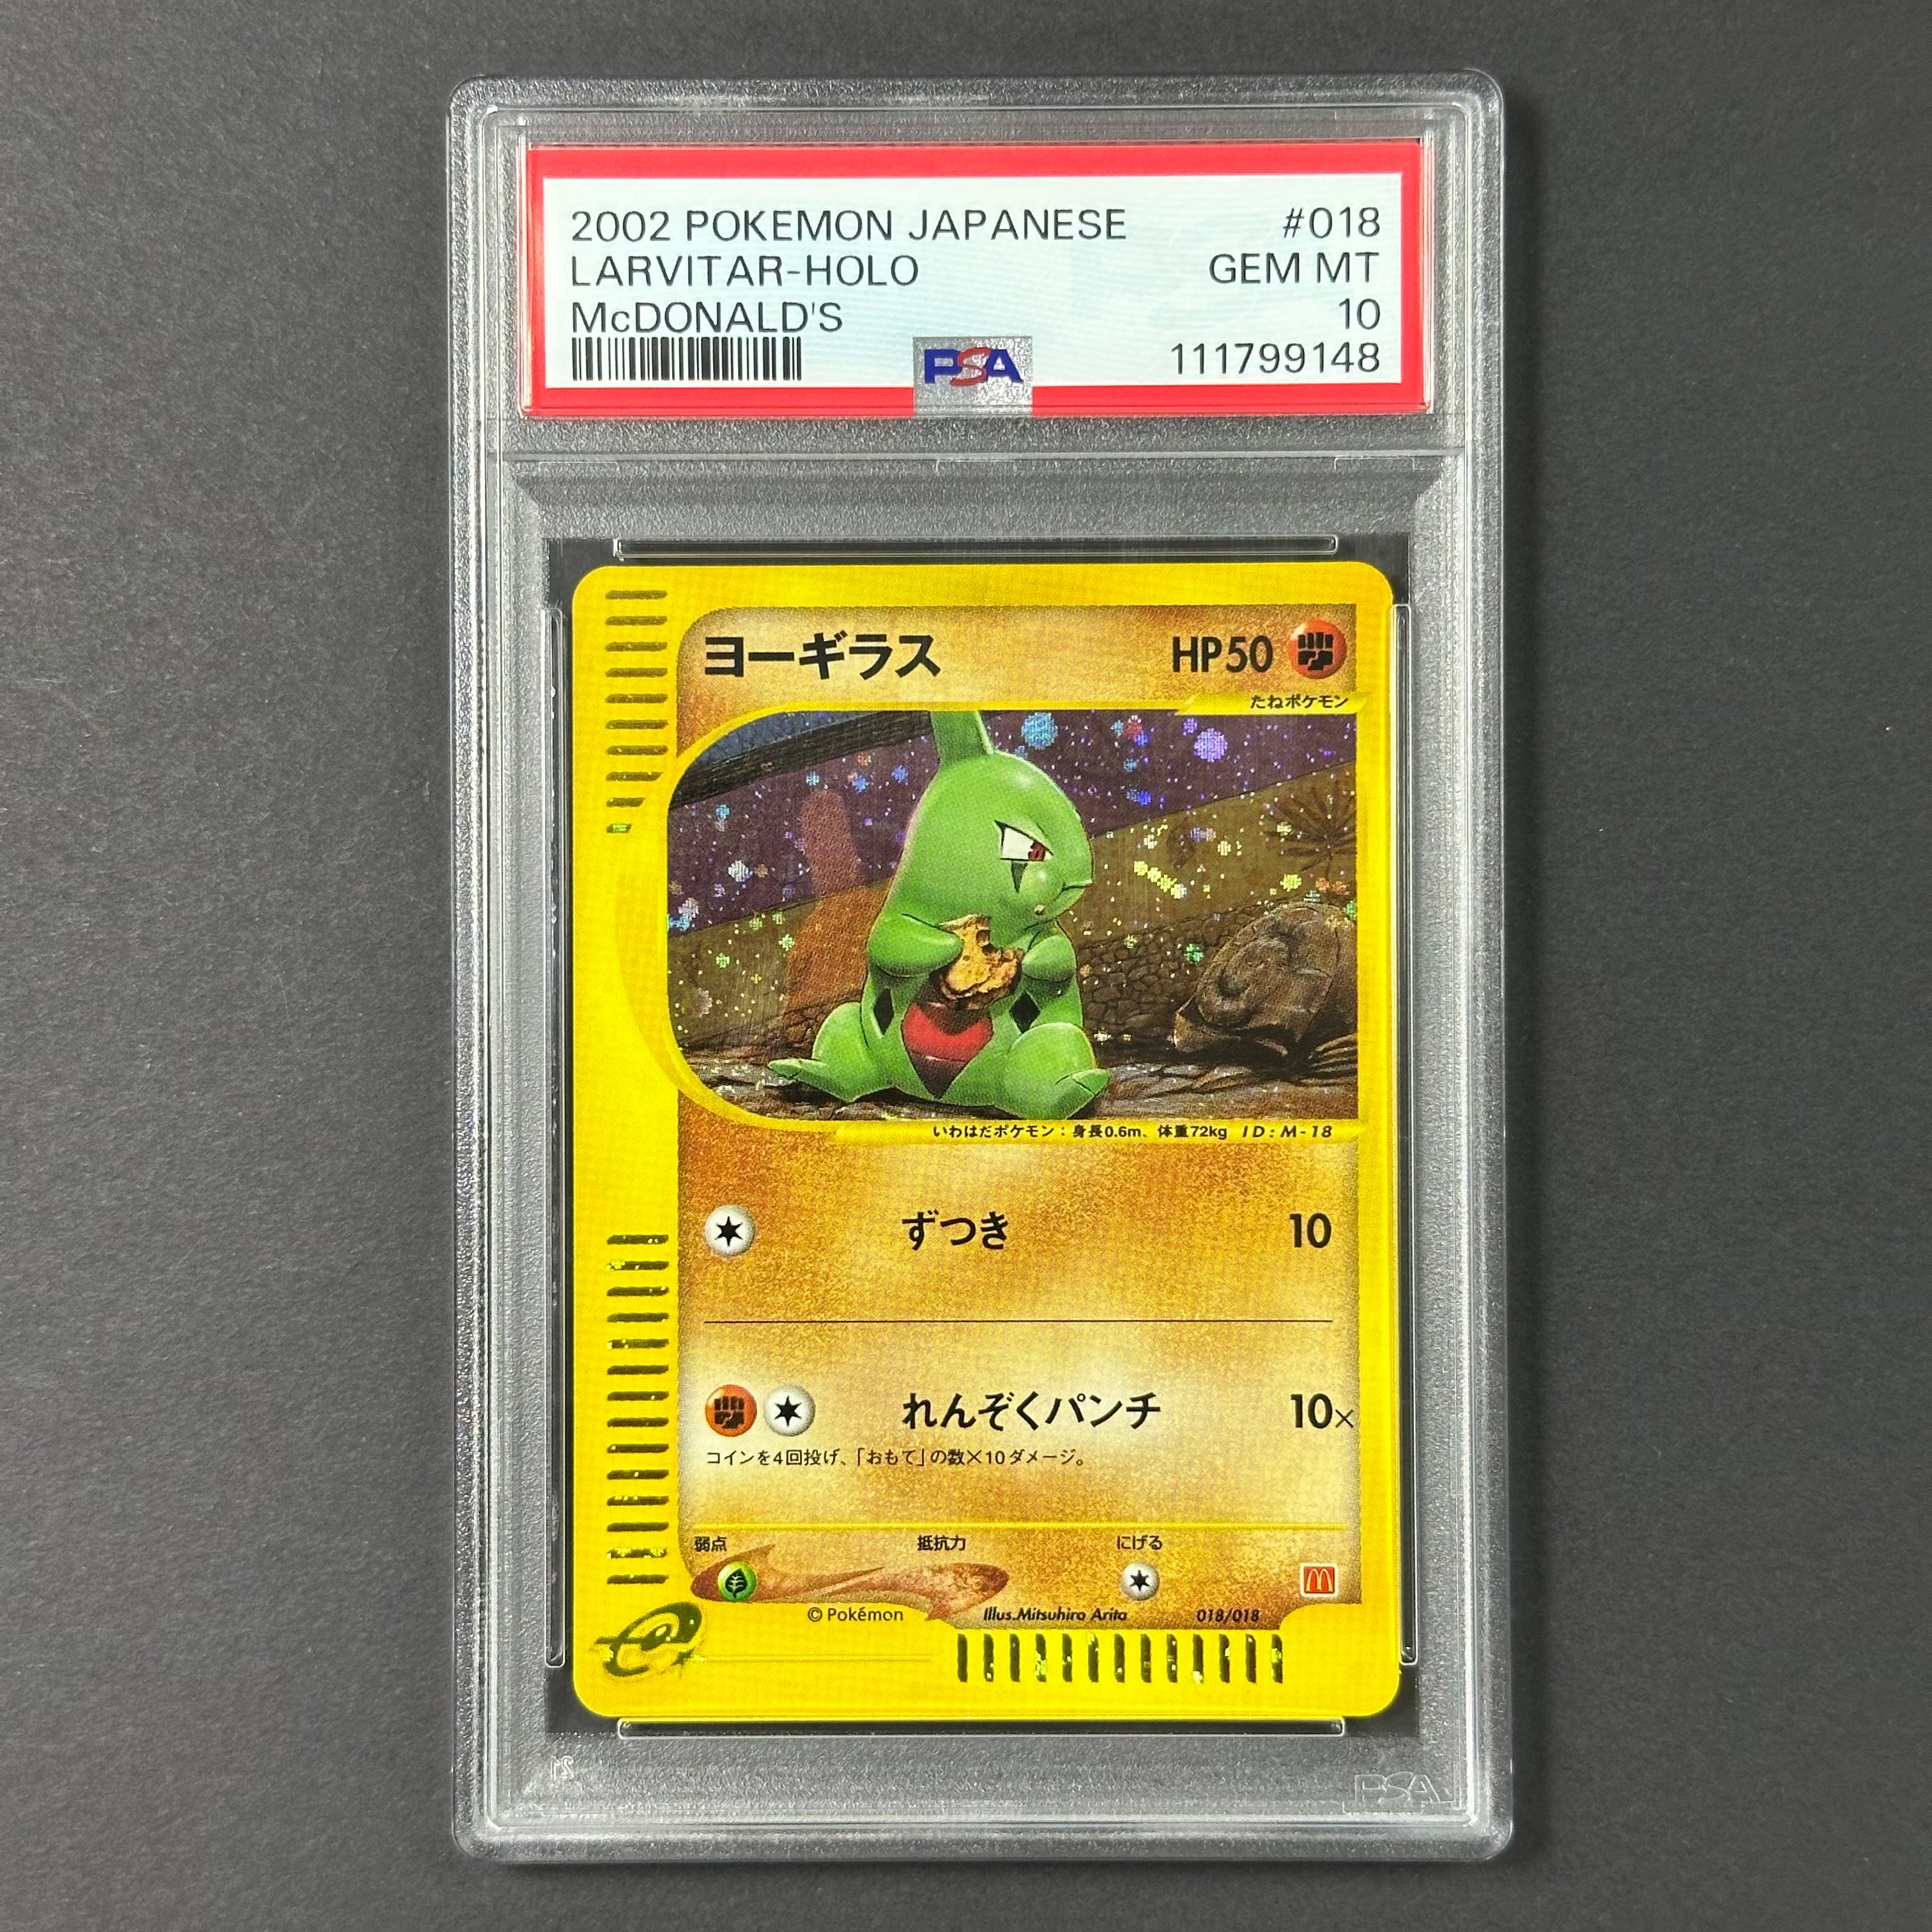 2002 POKEMON JAPANESE #018
LARVITAR-HOLO GEM MT
McDONALD'S 10
PSA 111799148
ヨーギラス HP50
たねポケモン
いわはだポケモン：身長0.6m、体重72kg ID:M-18
ずつき 10
れんぞくパンチ 10×
コインを4回投げ、「おもて」の数×10ダメージ。
弱点 抵抗力 にげる
©Pokémon Illus.Mitsuhiro Arita 018/018
e
PSA